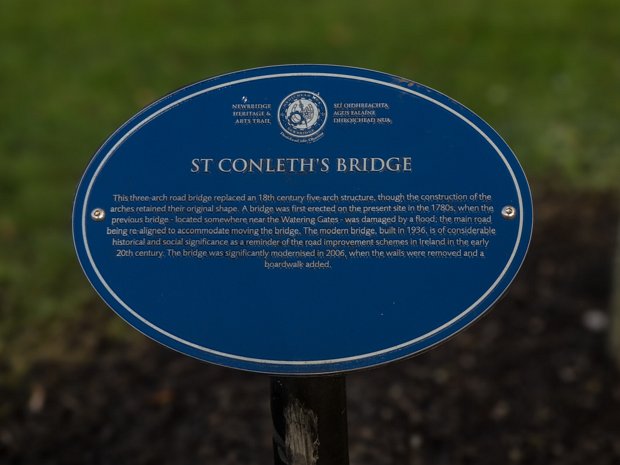 NEWBRIDGE
HERITAGE &
ARTS TRAIL
SLÍ OIDHREACHTA
AGUS EALAÍNE
DHROICHEAD NUA
ST CONLETH'S BRIDGE
This three-arch road bridge replaced an 18th century five-arch structure, though the construction of the
arches retained their original shape. A bridge was first erected on the present site in the 1780s, when the
previous bridge - located somewhere near the Watering Gates - was damaged by a flood; the main road
being re-aligned to accommodate moving the bridge. The modern bridge, built in 1936, is of considerable
historical and social significance as a reminder of the road improvement schemes in Ireland in the early
20th century. The bridge was significantly modernised in 2006, when the walls were removed and a
boardwalk added.